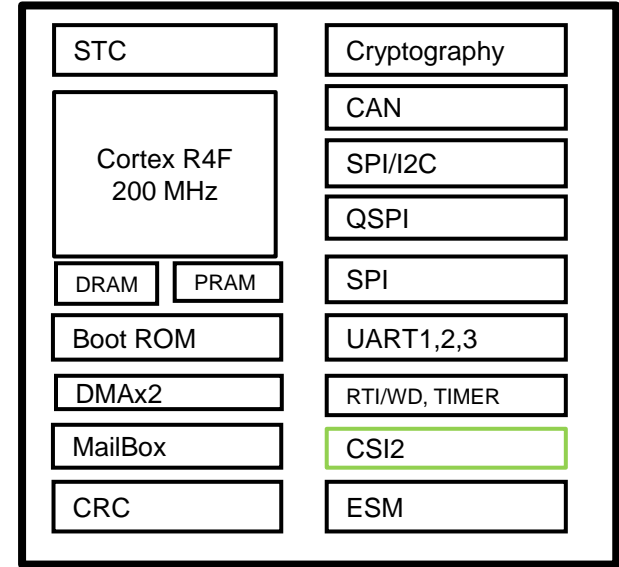 STC
Cortex R4F
200 MHz
DRAM
PRAM
Boot ROM
DMAx2
MailBox
CRC
Cryptography
CAN
SPI/I2C
QSPI
SPI
UART1,2,3
RTI/WD, TIMER
CSI2
ESM